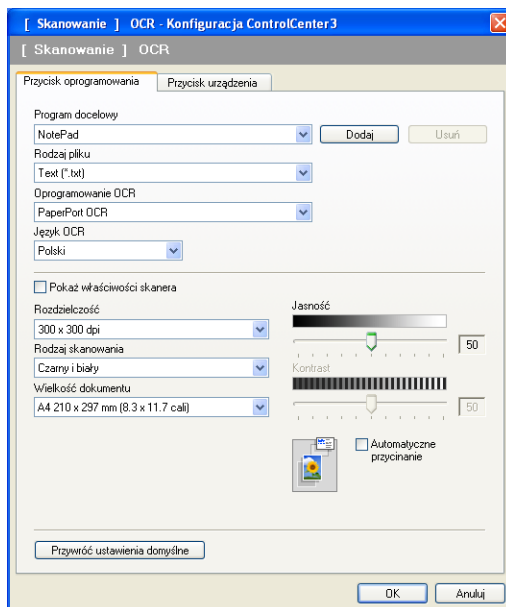 [ Skanowanie ] OCR - Konfiguracja ControlCenter3
[ Skanowanie ] OCR
Przycisk oprogramowania Przycisk urządzenia
Program docelowy
NotePad Dodaj Usuń
Rodzaj pliku
Text (*.txt)
Oprogramowanie OCR
PaperPort OCR
Język OCR
Polski
Pokaż właściwości skanera
Rozdzielczość
300 x 300 dpi
Rodzaj skanowania
Czarny i biały
Wielkość dokumentu
A4 210 x 297 mm (8.3 x 11.7 cali)
Jasność
50
Kontrast
50
Automatyczne
przycinanie
Przywróć ustawienia domyślne
OK Anuluj